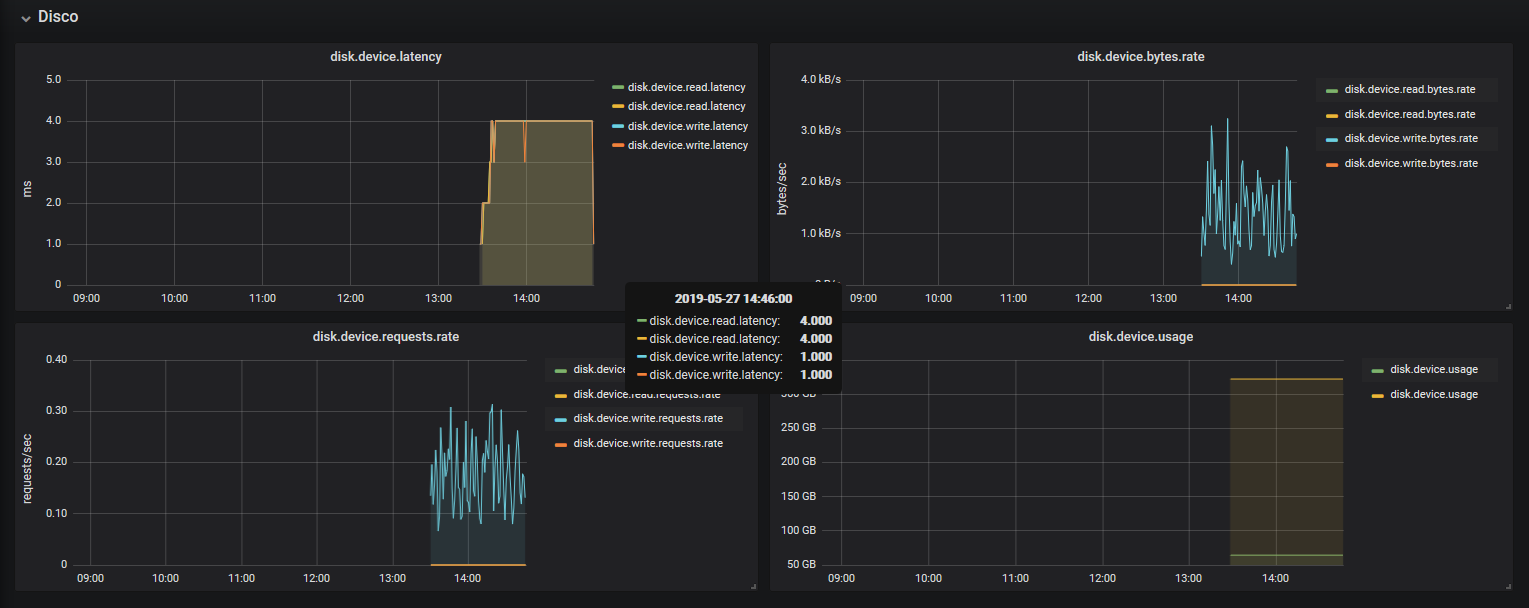 Disco
disk.device.latency
5.0
4.0
3.0
2.0
1.0
0
ms
09:00 10:00 11:00 12:00 13:00 14:00
disk.device.read.latency
disk.device.read.latency
disk.device.write.latency
disk.device.write.latency
disk.device.bytes.rate
4.0 kB/s
3.0 kB/s
2.0 kB/s
1.0 kB/s
bytes/sec
09:00 10:00 11:00 12:00 13:00 14:00
disk.device.read.bytes.rate
disk.device.read.bytes.rate
disk.device.write.bytes.rate
disk.device.write.bytes.rate
2019-05-27 14:46:00
disk.device.read.latency: 4.000
disk.device.read.latency: 4.000
disk.device.write.latency: 1.000
disk.device.write.latency: 1.000
disk.device.requests.rate
0.40
0.30
0.20
0.10
0
requests/sec
09:00 10:00 11:00 12:00 13:00 14:00
disk.device
disk.device.read.requests.rate
disk.device.write.requests.rate
disk.device.write.requests.rate
disk.device.usage
300 GB
250 GB
200 GB
150 GB
100 GB
50 GB
09:00 10:00 11:00 12:00 13:00 14:00
disk.device.usage
disk.device.usage